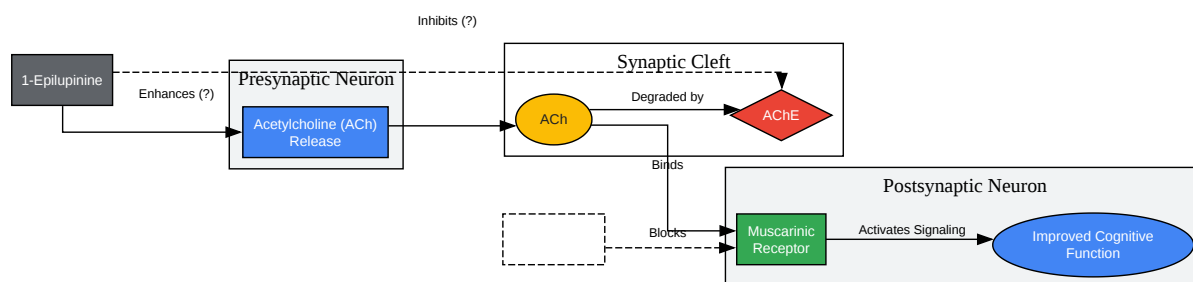 Inhibits (?)
1-Epilupinine
Enhances (?)
Presynaptic Neuron
Acetylcholine (ACh)
Release
Synaptic Cleft
ACh
Degraded by
AChE
Binds
Blocks
Postsynaptic Neuron
Muscarinic
Receptor
Activates Signaling
Improved Cognitive
Function